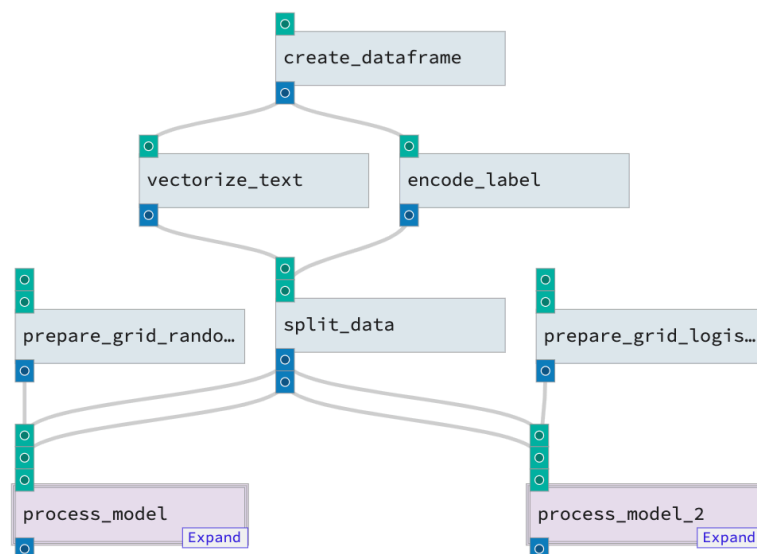 create_dataframe
vectorize_text
encode_label
prepare_grid_rando…
split_data
prepare_grid_logis…
process_model
Expand
process_model_2
Expand